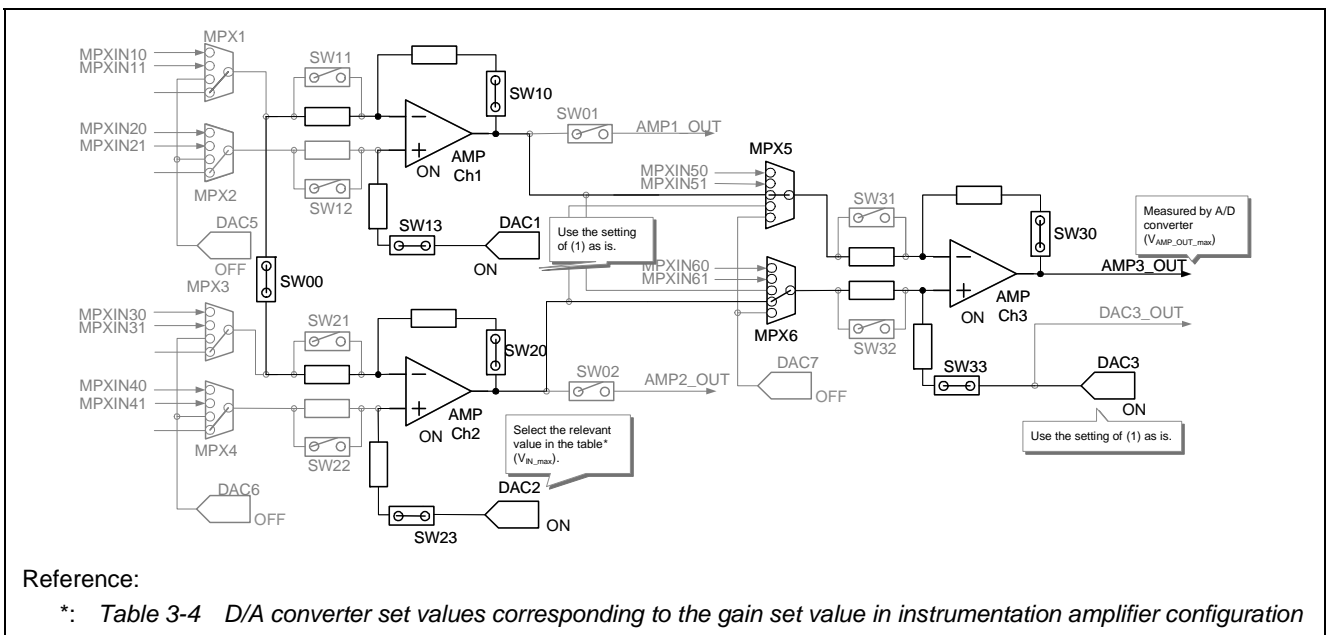 MPX1
MPXIN10
MPXIN11
SW11
SW10
SW01
AMP1_OUT
MPXIN20
MPXIN21
AMP
Ch1
ON
MPX2
SW12
MPX5
MPXIN50
MPXIN51
DAC5
OFF
SW13
DAC1
ON
Use the setting
of (1) as is.
SW31
SW30
Measured by A/D
converter
(VAMP_OUT_max)
AMP3_OUT
MPX3
SW00
MPXIN60
MPXIN61
AMP
Ch3
ON
MPXIN30
MPXIN31
SW21
SW20
MPX6
SW32
DAC3_OUT
SW02
AMP2_OUT
DAC7
OFF
SW33
DAC3
ON
MPXIN40
MPXIN41
AMP
Ch2
ON
MPX4
SW22
Select the relevant
value in the table*
(VIN_max).
Use the setting of (1) as is.
DAC6
OFF
DAC2
ON
SW23
Reference:
*: Table 3-4 D/A converter set values corresponding to the gain set value in instrumentation amplifier configuration